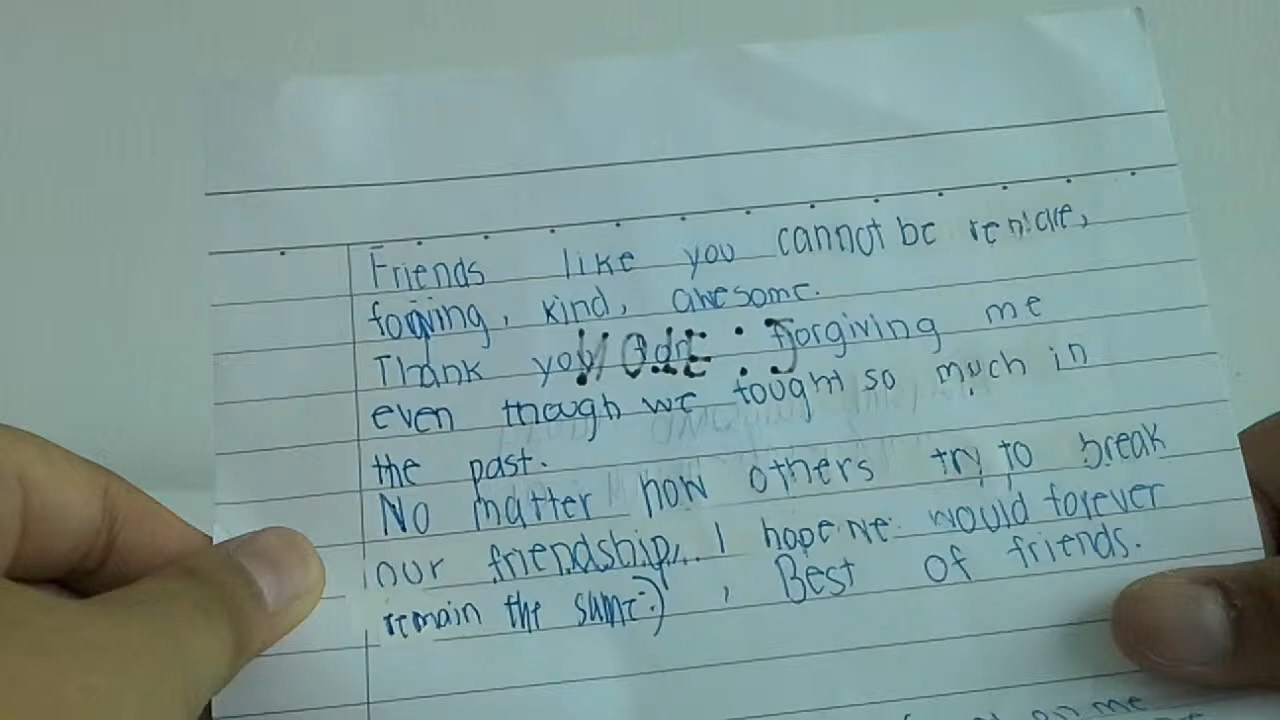 Friends like you cannot be replace,
forgiving, kind, awesome.
Thank you forgiving me
even though we fought so much in
the past.
No matter how others try to break
our friendship, I hope we would forever
remain the same:) , Best of friends.
on me